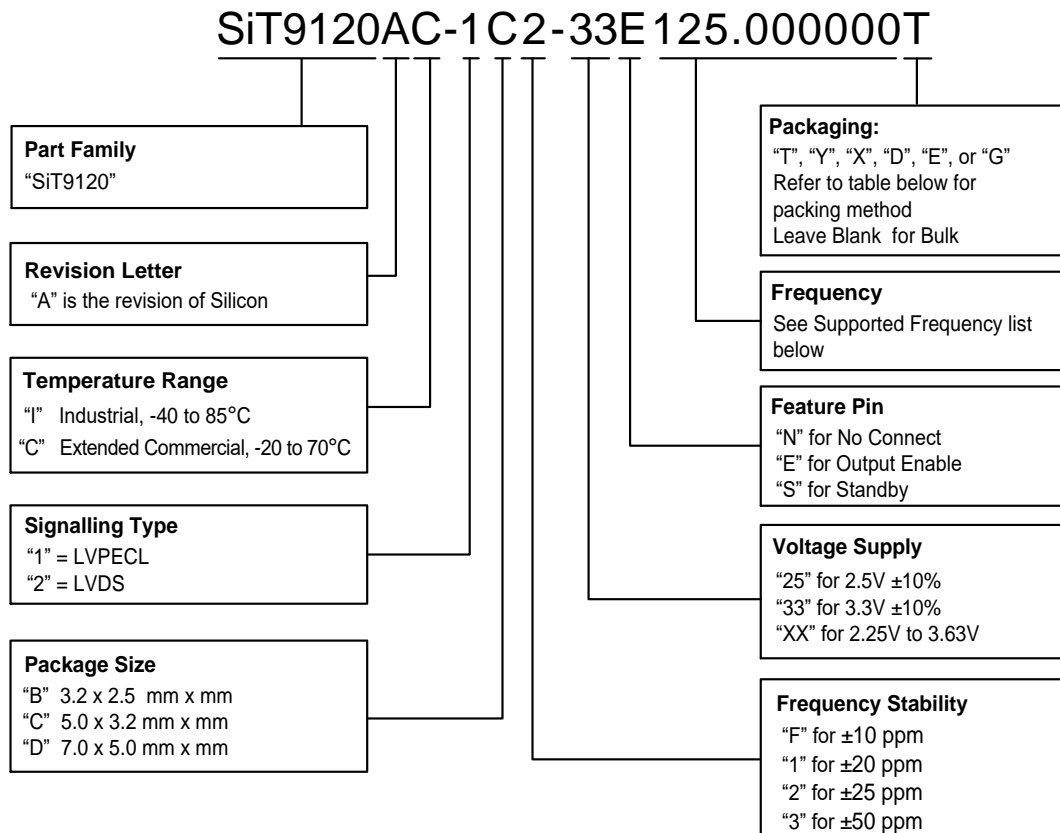 SiT9120AC-1C2-33E125.000000T
Part Family
“SiT9120”
Revision Letter
“A” is the revision of Silicon
Temperature Range
“I” Industrial, -40 to 85°C
“C” Extended Commercial, -20 to 70°C
Signalling Type
“1” = LVPECL
“2” = LVDS
Package Size
“B” 3.2 x 2.5 mm x mm
“C” 5.0 x 3.2 mm x mm
“D” 7.0 x 5.0 mm x mm
Packaging:
“T”, “Y”, “X”, “D”, “E”, or “G”
Refer to table below for
packing method
Leave Blank for Bulk
Frequency
See Supported Frequency list
below
Feature Pin
“N” for No Connect
“E” for Output Enable
“S” for Standby
Voltage Supply
“25” for 2.5V ±10%
“33” for 3.3V ±10%
“XX” for 2.25V to 3.63V
Frequency Stability
“F” for ±10 ppm
“1” for ±20 ppm
“2” for ±25 ppm
“3” for ±50 ppm